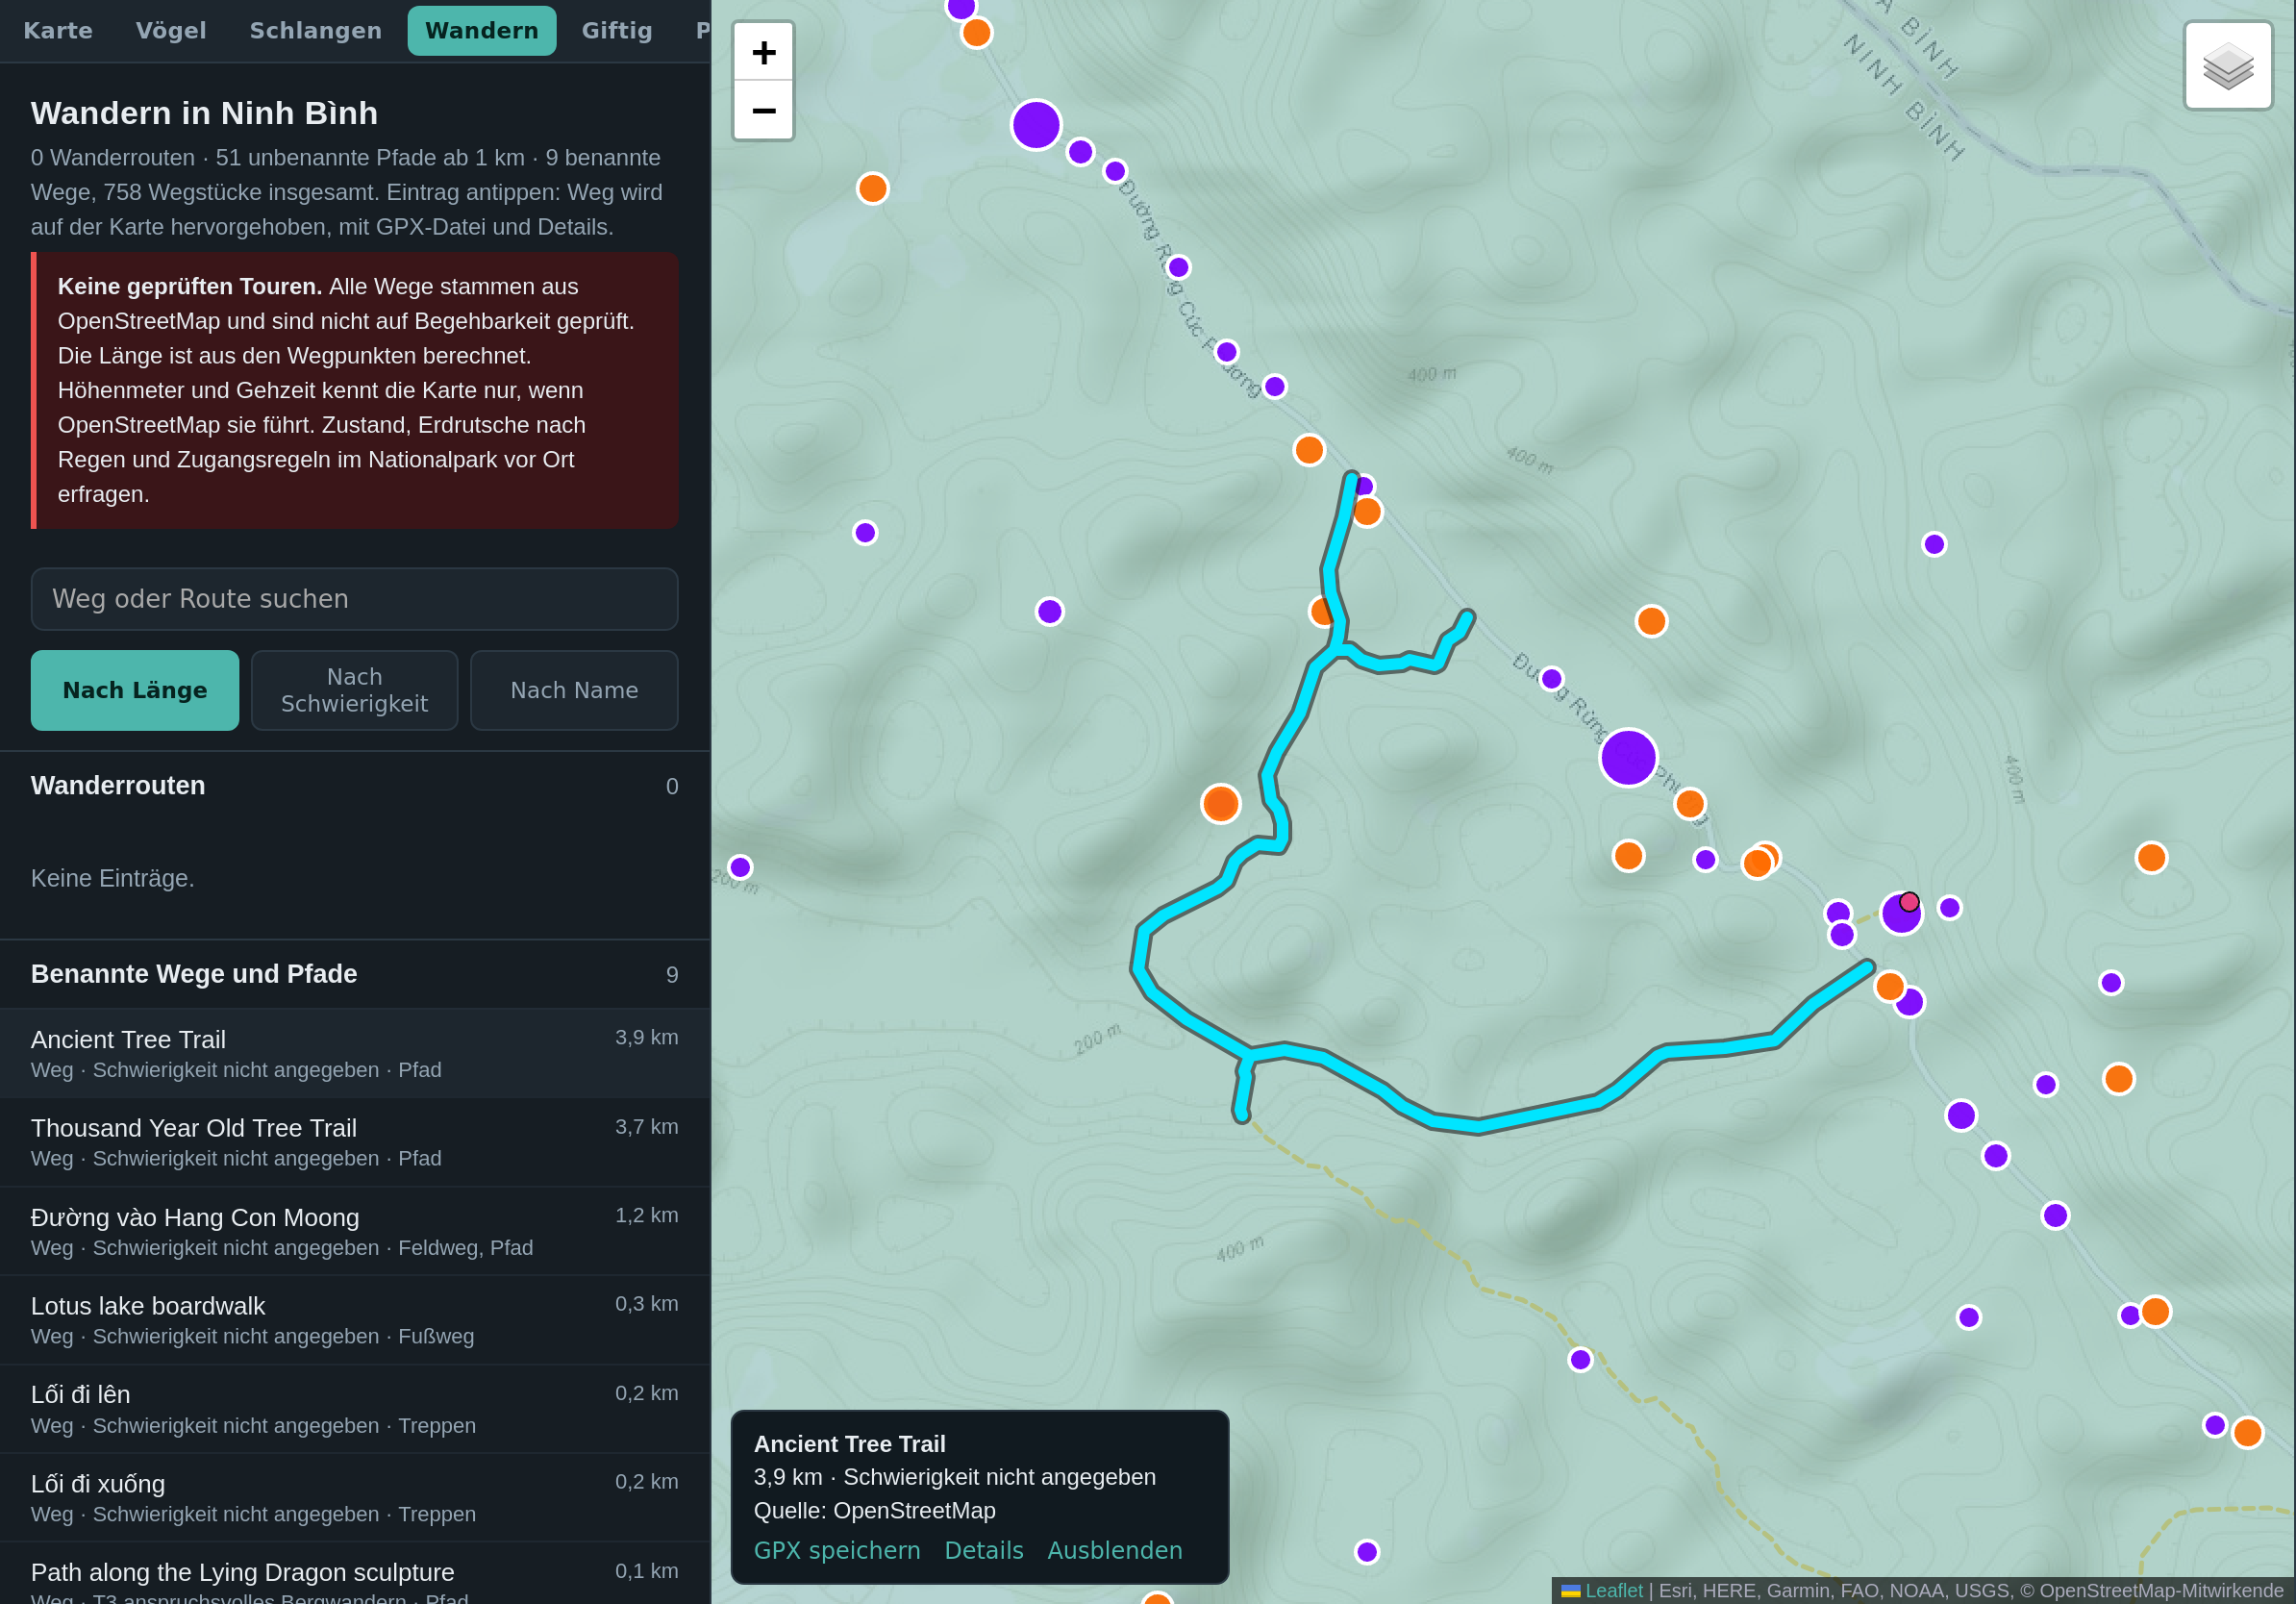 Karte Vögel Schlangen Wandern Giftig
Wandern in Ninh Bình
0 Wanderrouten · 51 unbenannte Pfade ab 1 km · 9 benannte
Wege, 758 Wegstücke insgesamt. Eintrag antippen: Weg wird
auf der Karte hervorgehoben, mit GPX-Datei und Details.
Keine geprüften Touren. Alle Wege stammen aus
OpenStreetMap und sind nicht auf Begehbarkeit geprüft.
Die Länge ist aus den Wegpunkten berechnet.
Höhenmeter und Gehzeit kennt die Karte nur, wenn
OpenStreetMap sie führt. Zustand, Erdrutsche nach
Regen und Zugangsregeln im Nationalpark vor Ort
erfragen.
Weg oder Route suchen
Nach Länge
Nach
Schwierigkeit
Nach Name
Wanderrouten 0
Keine Einträge.
Benannte Wege und Pfade 9
Ancient Tree Trail 3,9 km
Weg · Schwierigkeit nicht angegeben · Pfad
Thousand Year Old Tree Trail 3,7 km
Weg · Schwierigkeit nicht angegeben · Pfad
Đường vào Hang Con Moong 1,2 km
Weg · Schwierigkeit nicht angegeben · Feldweg, Pfad
Lotus lake boardwalk 0,3 km
Weg · Schwierigkeit nicht angegeben · Fußweg
Lối đi lên 0,2 km
Weg · Schwierigkeit nicht angegeben · Treppen
Lối đi xuống 0,2 km
Weg · Schwierigkeit nicht angegeben · Treppen
Path along the Lying Dragon sculpture 0,1 km
Weg · T3 anspruchsvolles Bergwandern · Pfad
+
−
A BÌNH
NINH BÌNH
Đường
Cúc
400 m
400 m
Rừng
400 m
200 m
200 m
400 m
Ancient Tree Trail
3,9 km · Schwierigkeit nicht angegeben
Quelle: OpenStreetMap
GPX speichern Details Ausblenden
Leaflet | Esri, HERE, Garmin, FAO, NOAA, USGS, © OpenStreetMap-Mitwirkende